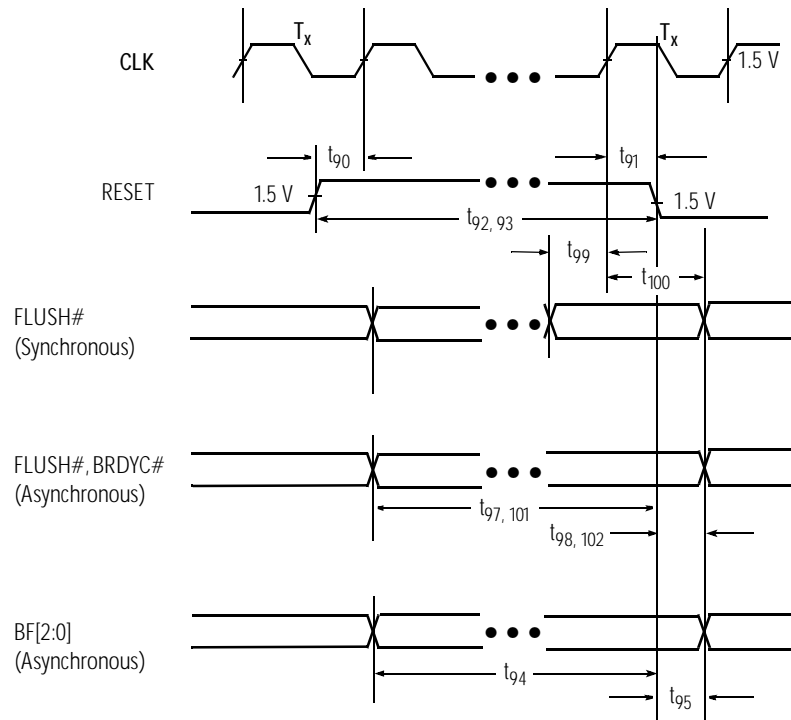 Tx
Tx
CLK
1.5 V
t90
t91
RESET
1.5 V
1.5 V
t92, 93
t99
t100
FLUSH#
(Synchronous)
FLUSH#, BRDYC#
(Asynchronous)
t97, 101
t98, 102
BF[2:0]
(Asynchronous)
t94
t95